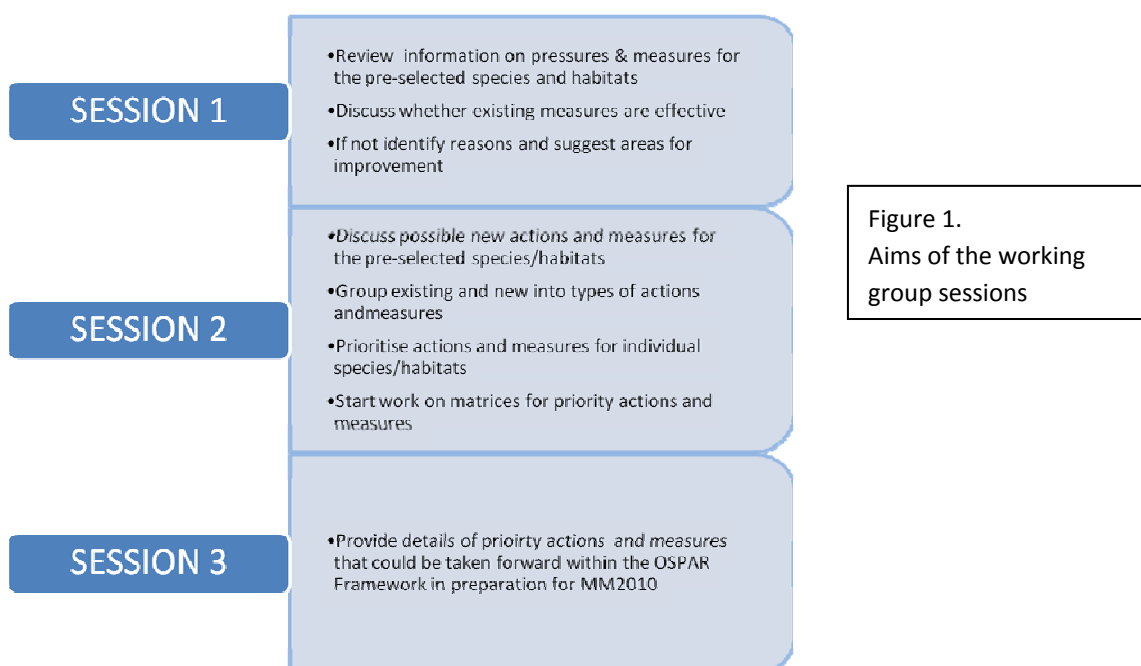 SESSION 1
•Review information on pressures & measures for
the pre-selected species and habitats
•Discuss whether existing measures are effective
•If not identify reasons and suggest areas for
improvement
SESSION 2
•Discuss possible new actions and measures for
the pre-selected species/habitats
•Group existing and new into types of actions
andmeasures
•Prioritise actions and measures for individual
species/habitats
•Start work on matrices for priority actions and
measures
SESSION 3
•Provide details of prioirty actions and measures
that could be taken forward within the OSPAR
Framework in preparation for MM2010
Figure 1.
Aims of the working
group sessions